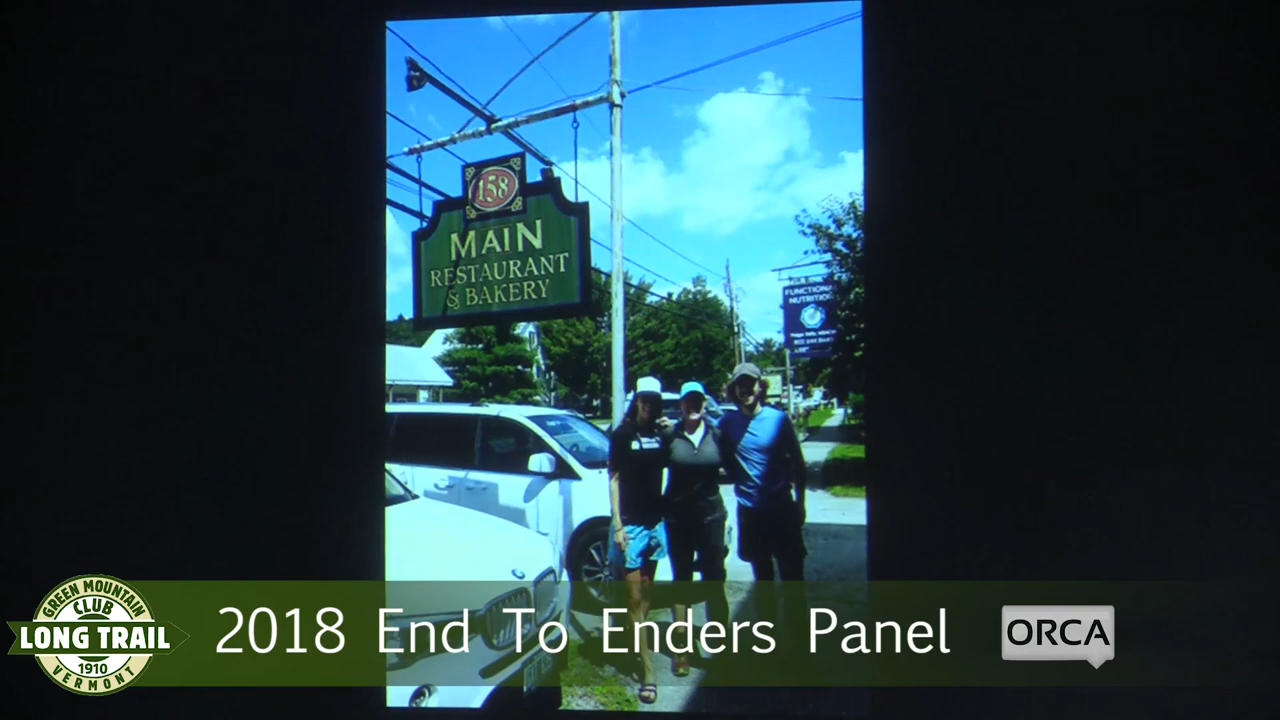 158
MAIN
RESTAURANT
& BAKERY
FUNCTIONAL
NUTRITION
GREEN MOUNTAIN
CLUB
LONG TRAIL
1910
VERMONT
2018 End To Enders Panel
ORCA